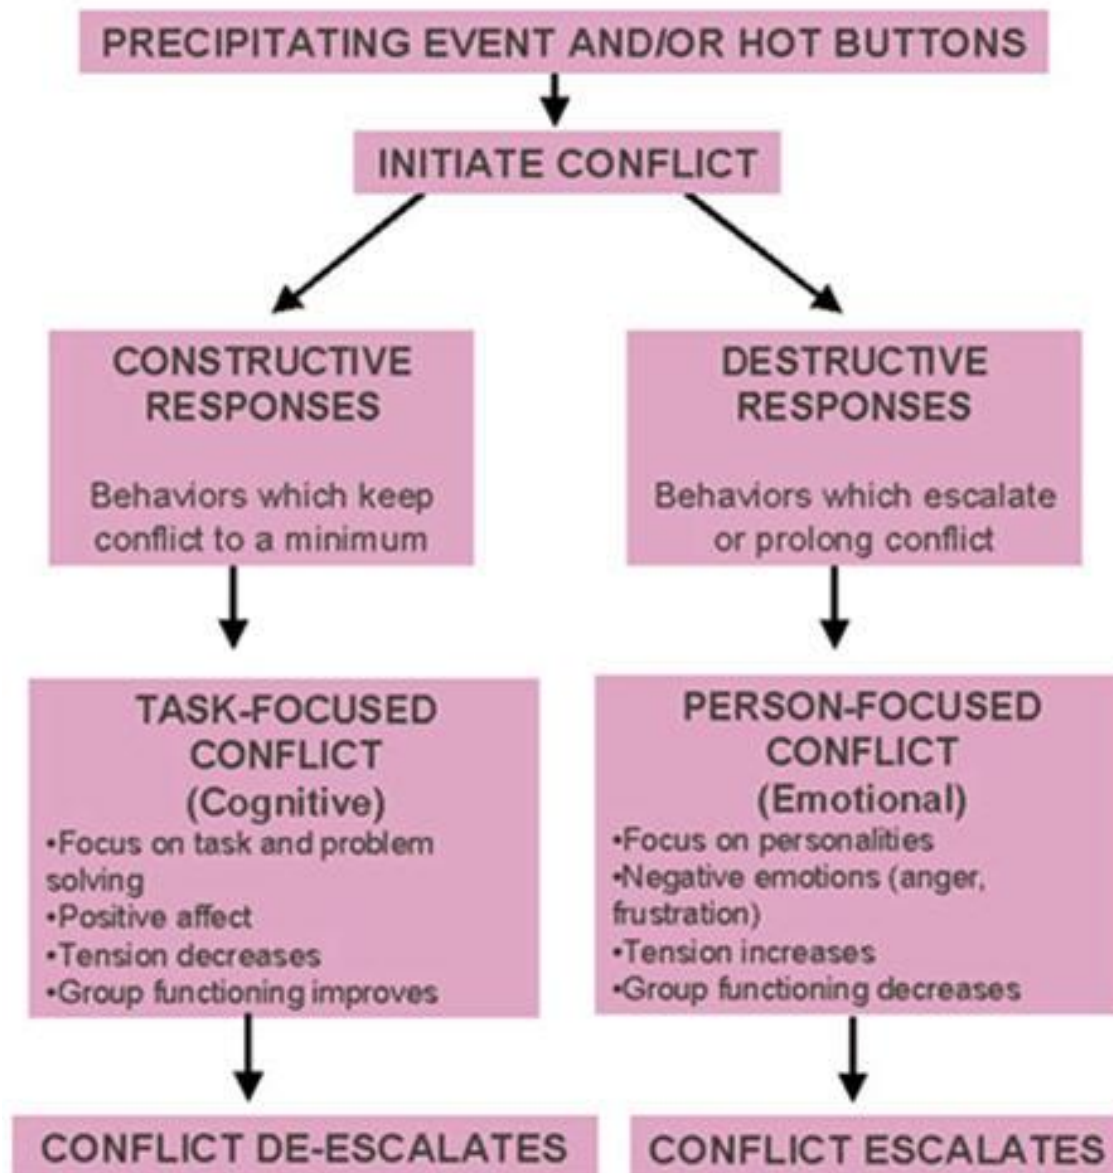 PRECIPITATING EVENT AND/OR HOT BUTTONS
INITIATE CONFLICT
CONSTRUCTIVE
RESPONSES
Behaviors which keep
conflict to a minimum
DESTRUCTIVE
RESPONSES
Behaviors which escalate
or prolong conflict
TASK-FOCUSED
CONFLICT
(Cognitive)
•Focus on task and problem
solving
•Positive affect
•Tension decreases
•Group functioning improves
PERSON-FOCUSED
CONFLICT
(Emotional)
•Focus on personalities
•Negative emotions (anger,
frustration)
•Tension increases
•Group functioning decreases
CONFLICT DE-ESCALATES
CONFLICT ESCALATES